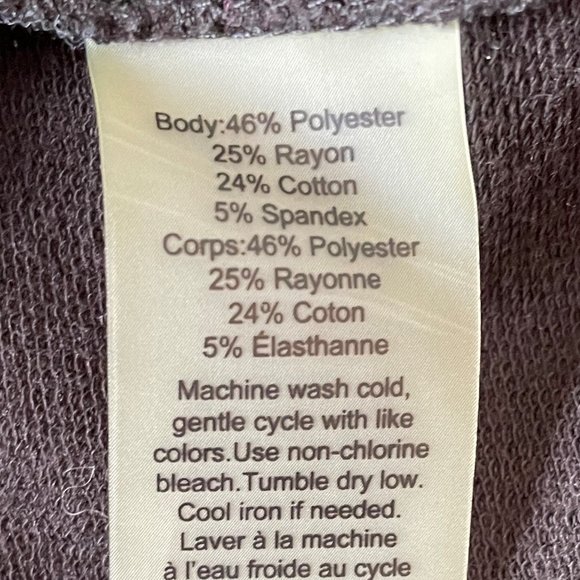 Body:46% Polyester
25% Rayon
24% Cotton
5% Spandex
Corps:46% Polyester
25% Rayonne
24% Coton
5% Élasthanne
Machine wash cold,
gentle cycle with like
colors.Use non-chlorine
bleach.Tumble dry low.
Cool iron if needed.
Laver à la machine
à l'eau froide au cycle